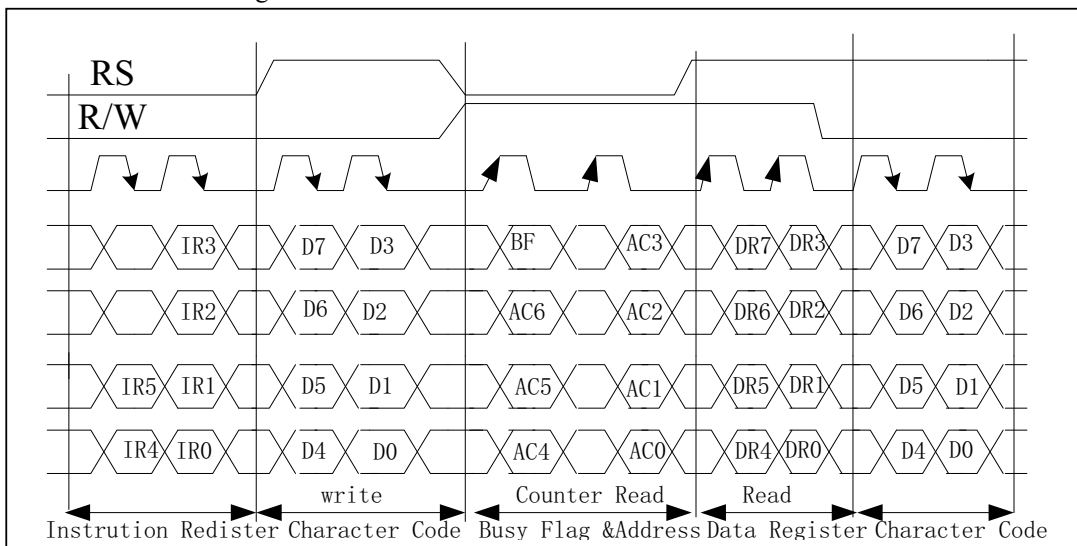 RS
R/W
IR3 D7 D3 BF AC3 DR7 DR3 D7 D3
IR2 D6 D2 AC6 AC2 DR6 DR2 D6 D2
IR5 IR1 D5 D1 AC5 AC1 DR5 DR1 D5 D1
IR4 IR0 D4 D0 AC4 AC0 DR4 DR0 D4 D0
write Counter Read Read
Instrution Redister Character Code Busy Flag &Address Data Register Character Code